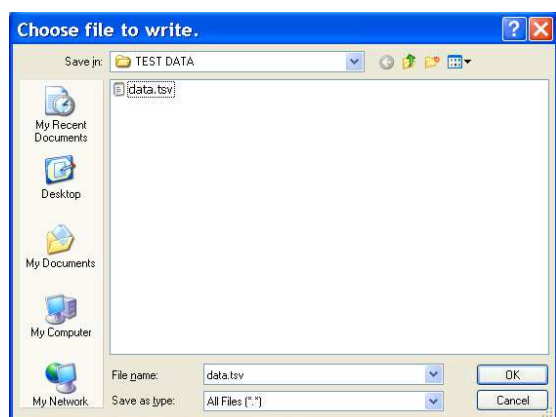 Choose file to write.
Save in: TEST DATA
data.tsv
My Recent
Documents
Desktop
My Documents
My Computer
My Network
File name: data.tsv OK
Save as type: All Files (*.*) Cancel